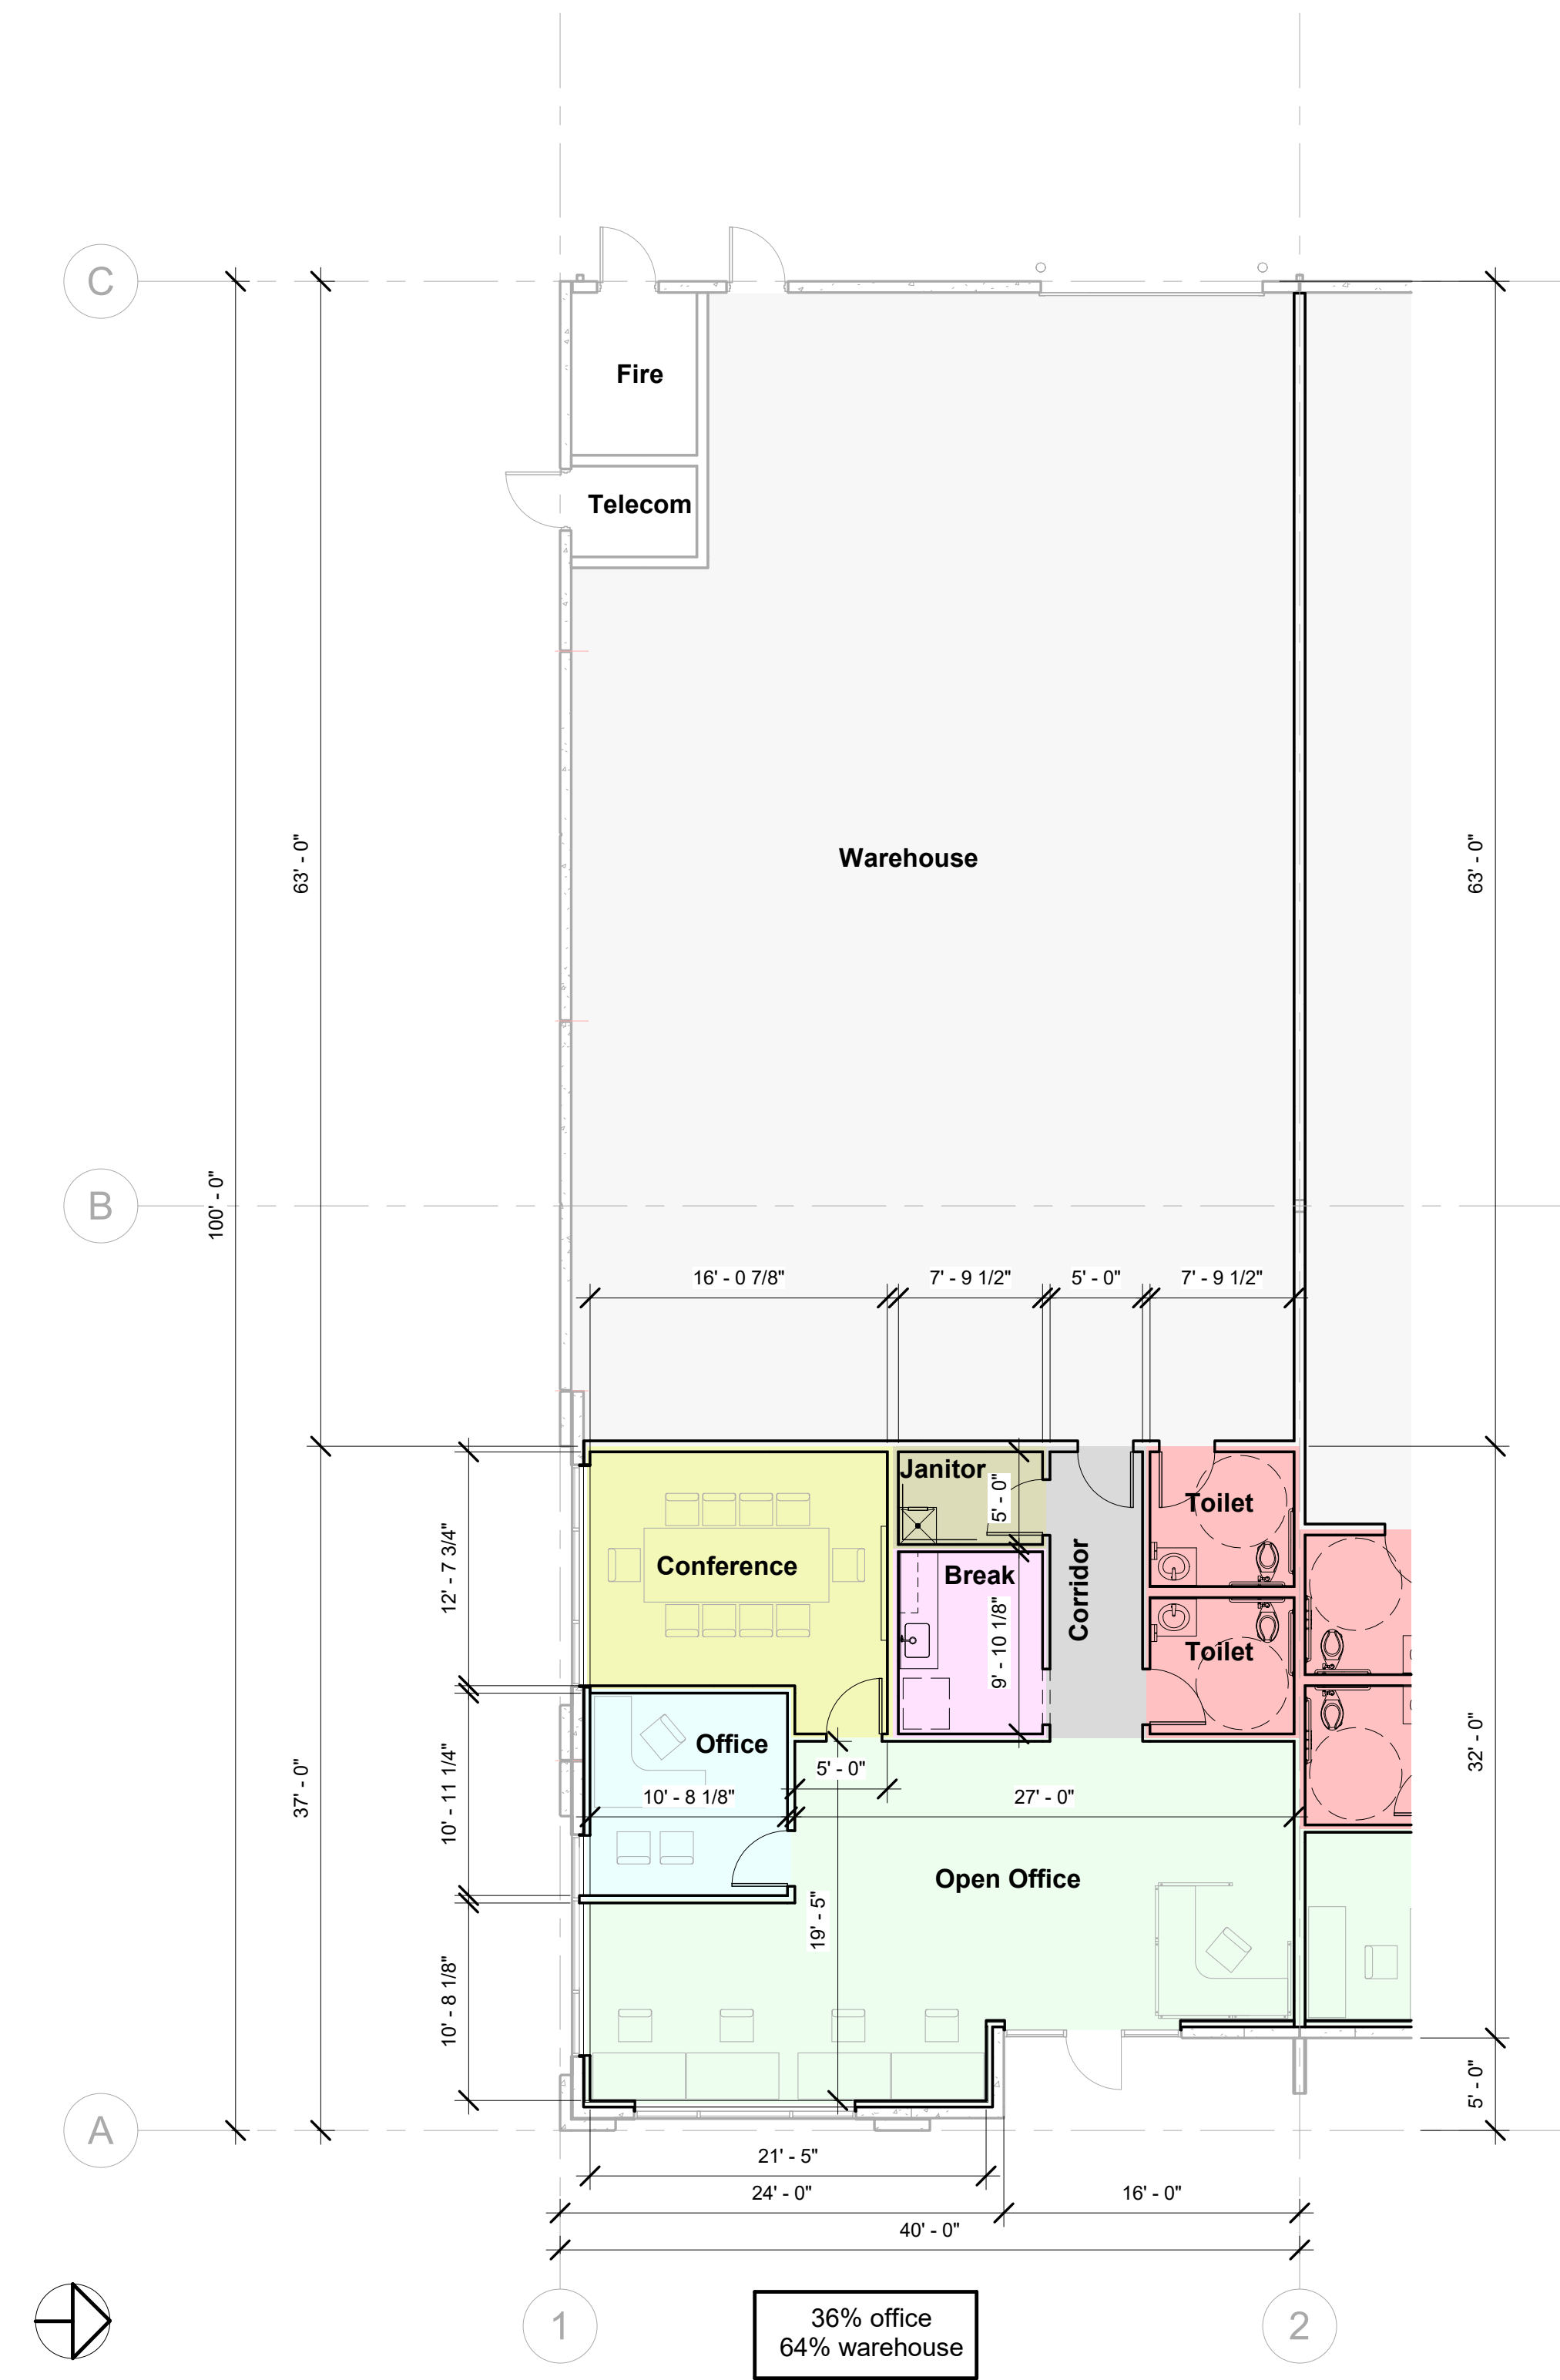 C
Fire
Telecom
Warehouse
63' - 0"
63' - 0"
100' - 0"
B
16' - 0 7/8"
7' - 9 1/2"
5' - 0"
7' - 9 1/2"
Janitor
5' - 0"
Toilet
Conference
12' - 7 3/4"
Break
9' - 10 1/8"
Corridor
Toilet
Office
5' - 0"
10' - 8 1/8"
27' - 0"
10' - 11 1/4"
37' - 0"
32' - 0"
Open Office
19' - 5"
10' - 8 1/8"
5' - 0"
A
21' - 5"
24' - 0"
16' - 0"
40' - 0"
1
2
36% office
64% warehouse